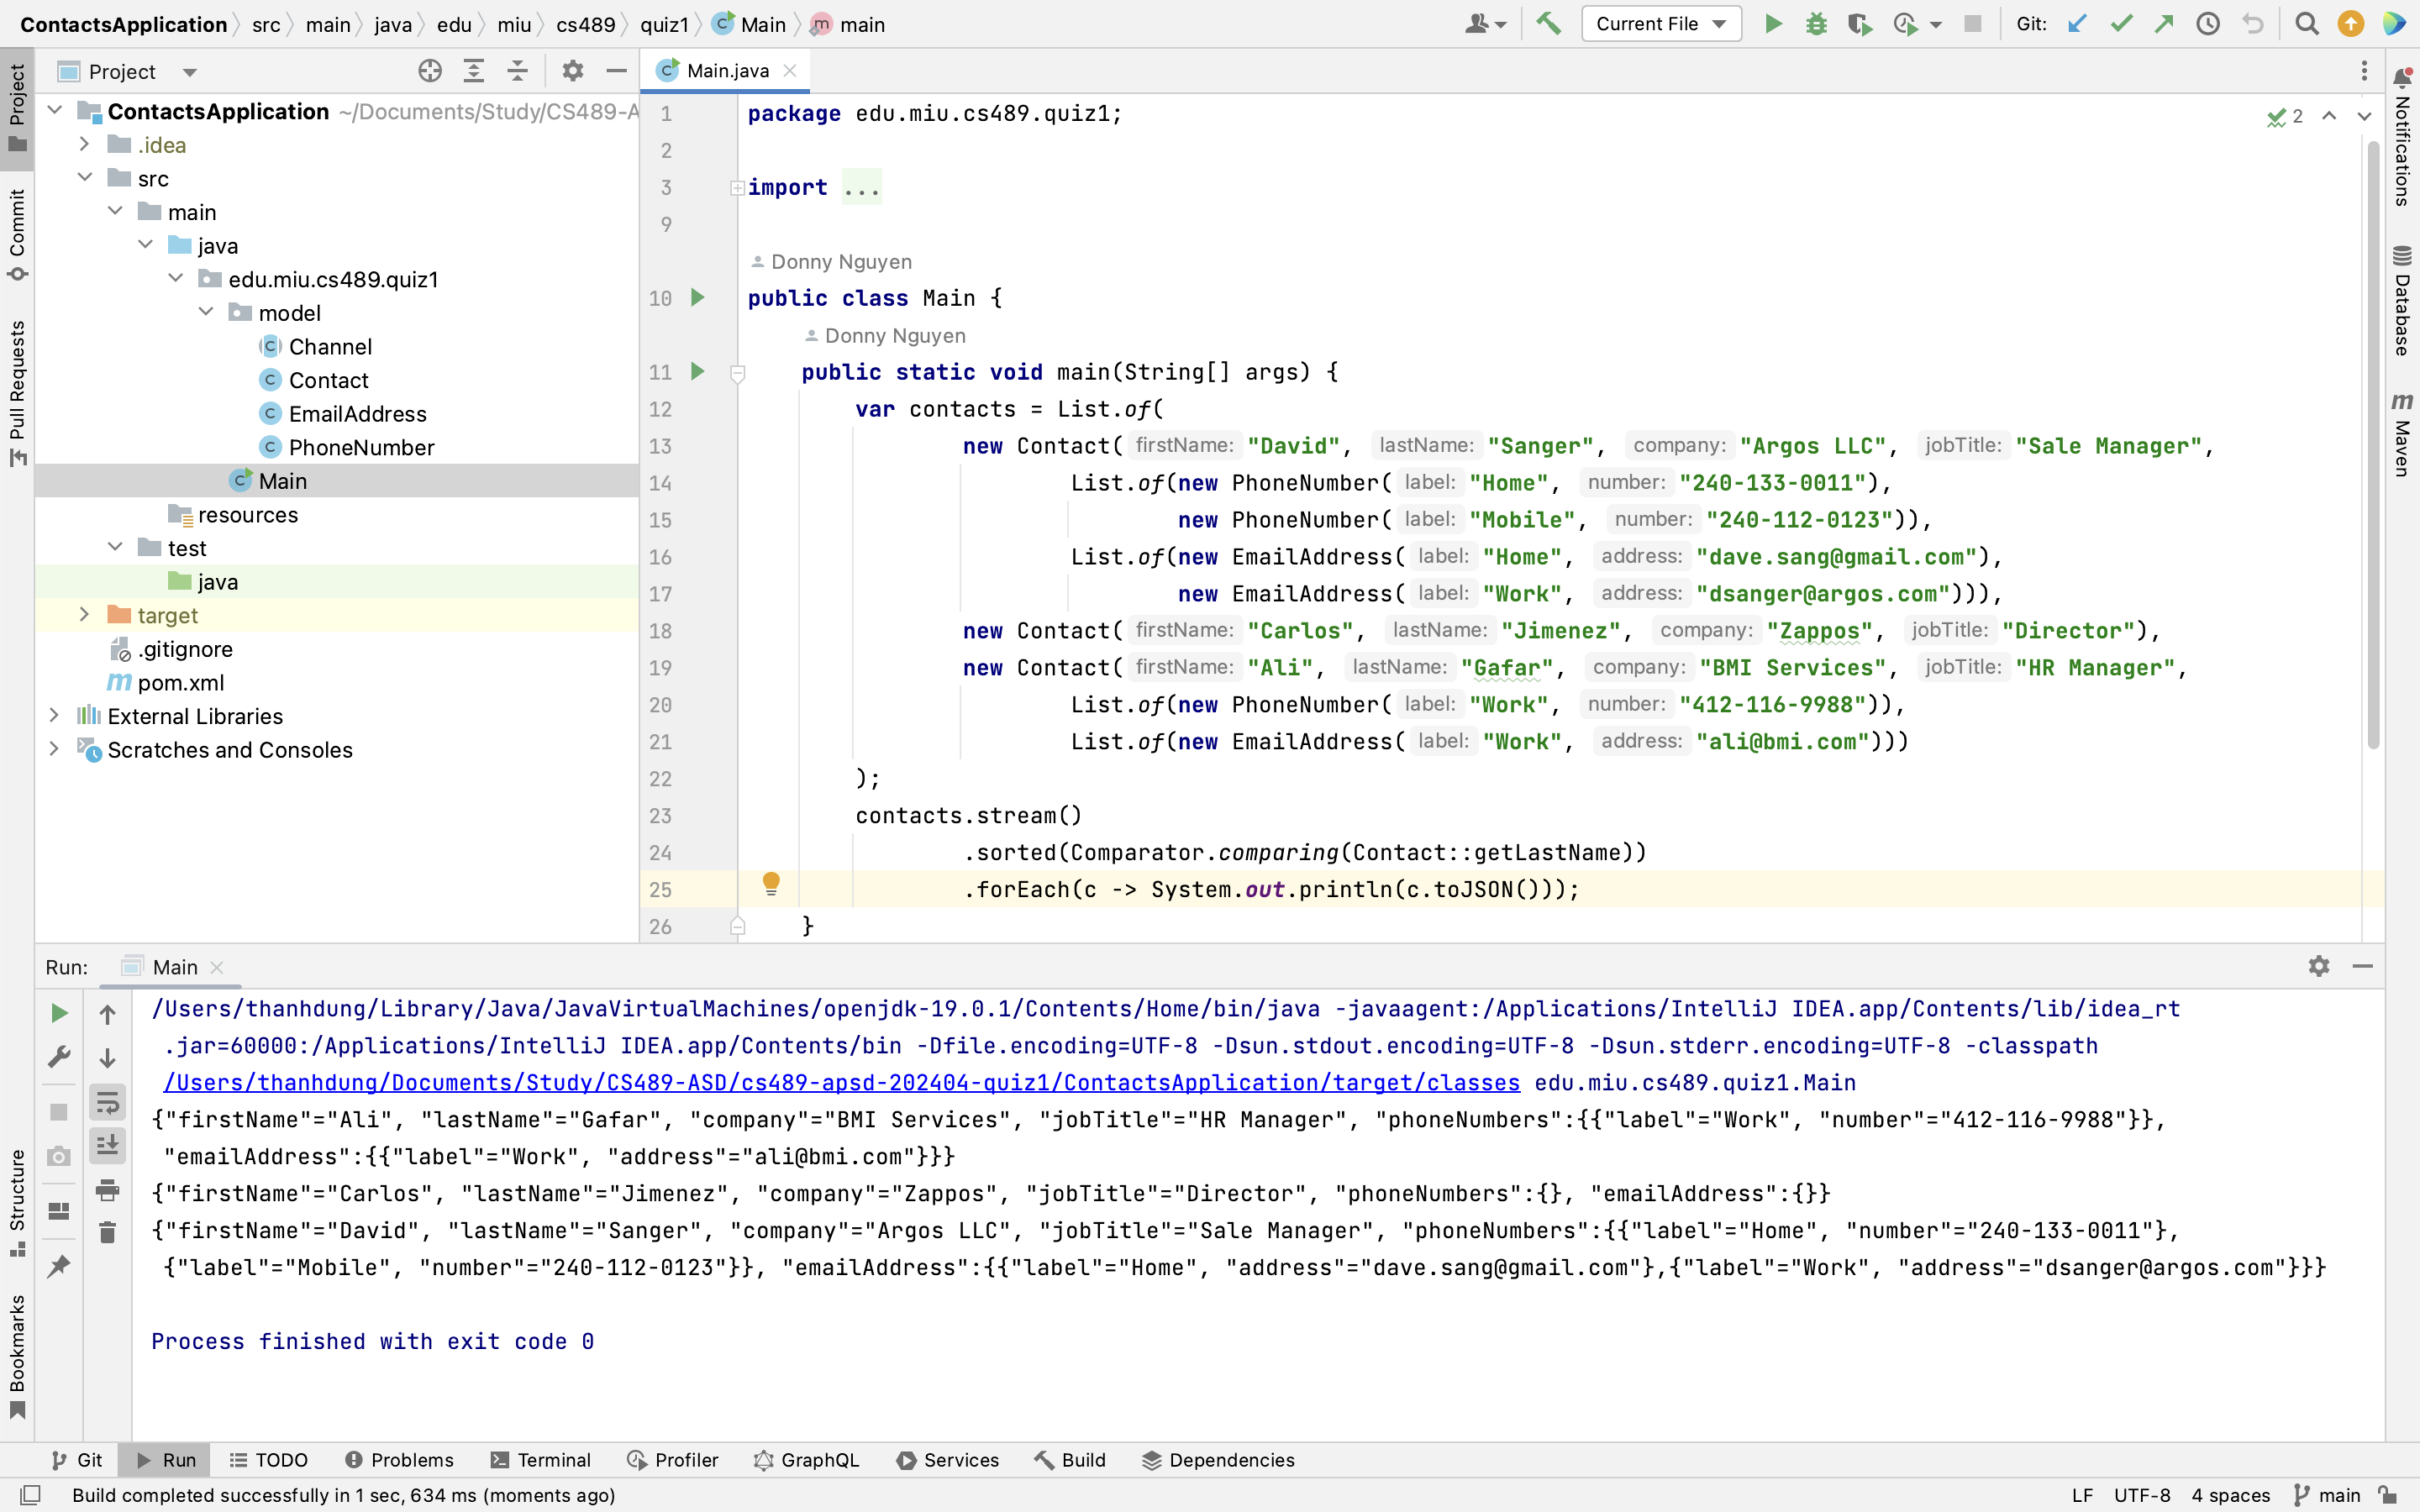 ContactsApplication src main java edu miu cs489 quiz1 Main main
Current File
Git:
Project
Main.java
Project
Commit
Pull Requests
Structure
Bookmarks
Notifications
Database
Maven
ContactsApplication ~/Documents/Study/CS489-A
.idea
src
main
java
edu.miu.cs489.quiz1
model
Channel
Contact
EmailAddress
PhoneNumber
Main
resources
test
java
target
.gitignore
pom.xml
External Libraries
Scratches and Consoles
2
1 package edu.miu.cs489.quiz1;
2
3 import ...
9
Donny Nguyen
10 public class Main {
Donny Nguyen
11 public static void main(String[] args) {
12 var contacts = List.of(
13 new Contact( firstName: "David", lastName: "Sanger", company: "Argos LLC", jobTitle: "Sale Manager",
14 List.of(new PhoneNumber( label: "Home", number: "240-133-0011"),
15 new PhoneNumber( label: "Mobile", number: "240-112-0123")),
16 List.of(new EmailAddress( label: "Home", address: "dave.sang@gmail.com"),
17 new EmailAddress( label: "Work", address: "dsanger@argos.com"))),
18 new Contact( firstName: "Carlos", lastName: "Jimenez", company: "Zappos", jobTitle: "Director"),
19 new Contact( firstName: "Ali", lastName: "Gafar", company: "BMI Services", jobTitle: "HR Manager",
20 List.of(new PhoneNumber( label: "Work", number: "412-116-9988")),
21 List.of(new EmailAddress( label: "Work", address: "ali@bmi.com")))
22 );
23 contacts.stream()
24 .sorted(Comparator.comparing(Contact::getLastName))
25 .forEach(c -> System.out.println(c.toJSON()));
26 }
Run: Main
/Users/thanhdung/Library/Java/JavaVirtualMachines/openjdk-19.0.1/Contents/Home/bin/java -javaagent:/Applications/IntelliJ IDEA.app/Contents/lib/idea_rt
.jar=60000:/Applications/IntelliJ IDEA.app/Contents/bin -Dfile.encoding=UTF-8 -Dsun.stdout.encoding=UTF-8 -Dsun.stderr.encoding=UTF-8 -classpath
/Users/thanhdung/Documents/Study/CS489-ASD/cs489-apsd-202404-quiz1/ContactsApplication/target/classes edu.miu.cs489.quiz1.Main
{"firstName"="Ali", "lastName"="Gafar", "company"="BMI Services", "jobTitle"="HR Manager", "phoneNumbers":{{"label"="Work", "number"="412-116-9988"}},
"emailAddress":{{"label"="Work", "address"="ali@bmi.com"}}}
{"firstName"="Carlos", "lastName"="Jimenez", "company"="Zappos", "jobTitle"="Director", "phoneNumbers":{}, "emailAddress":{}}
{"firstName"="David", "lastName"="Sanger", "company"="Argos LLC", "jobTitle"="Sale Manager", "phoneNumbers":{{"label"="Home", "number"="240-133-0011"},
{"label"="Mobile", "number"="240-112-0123"}}, "emailAddress":{{"label"="Home", "address"="dave.sang@gmail.com"},{"label"="Work", "address"="dsanger@argos.com"}}}
Process finished with exit code 0
Git Run TODO Problems Terminal Profiler GraphQL Services Build Dependencies
Build completed successfully in 1 sec, 634 ms (moments ago)
LF UTF-8 4 spaces main